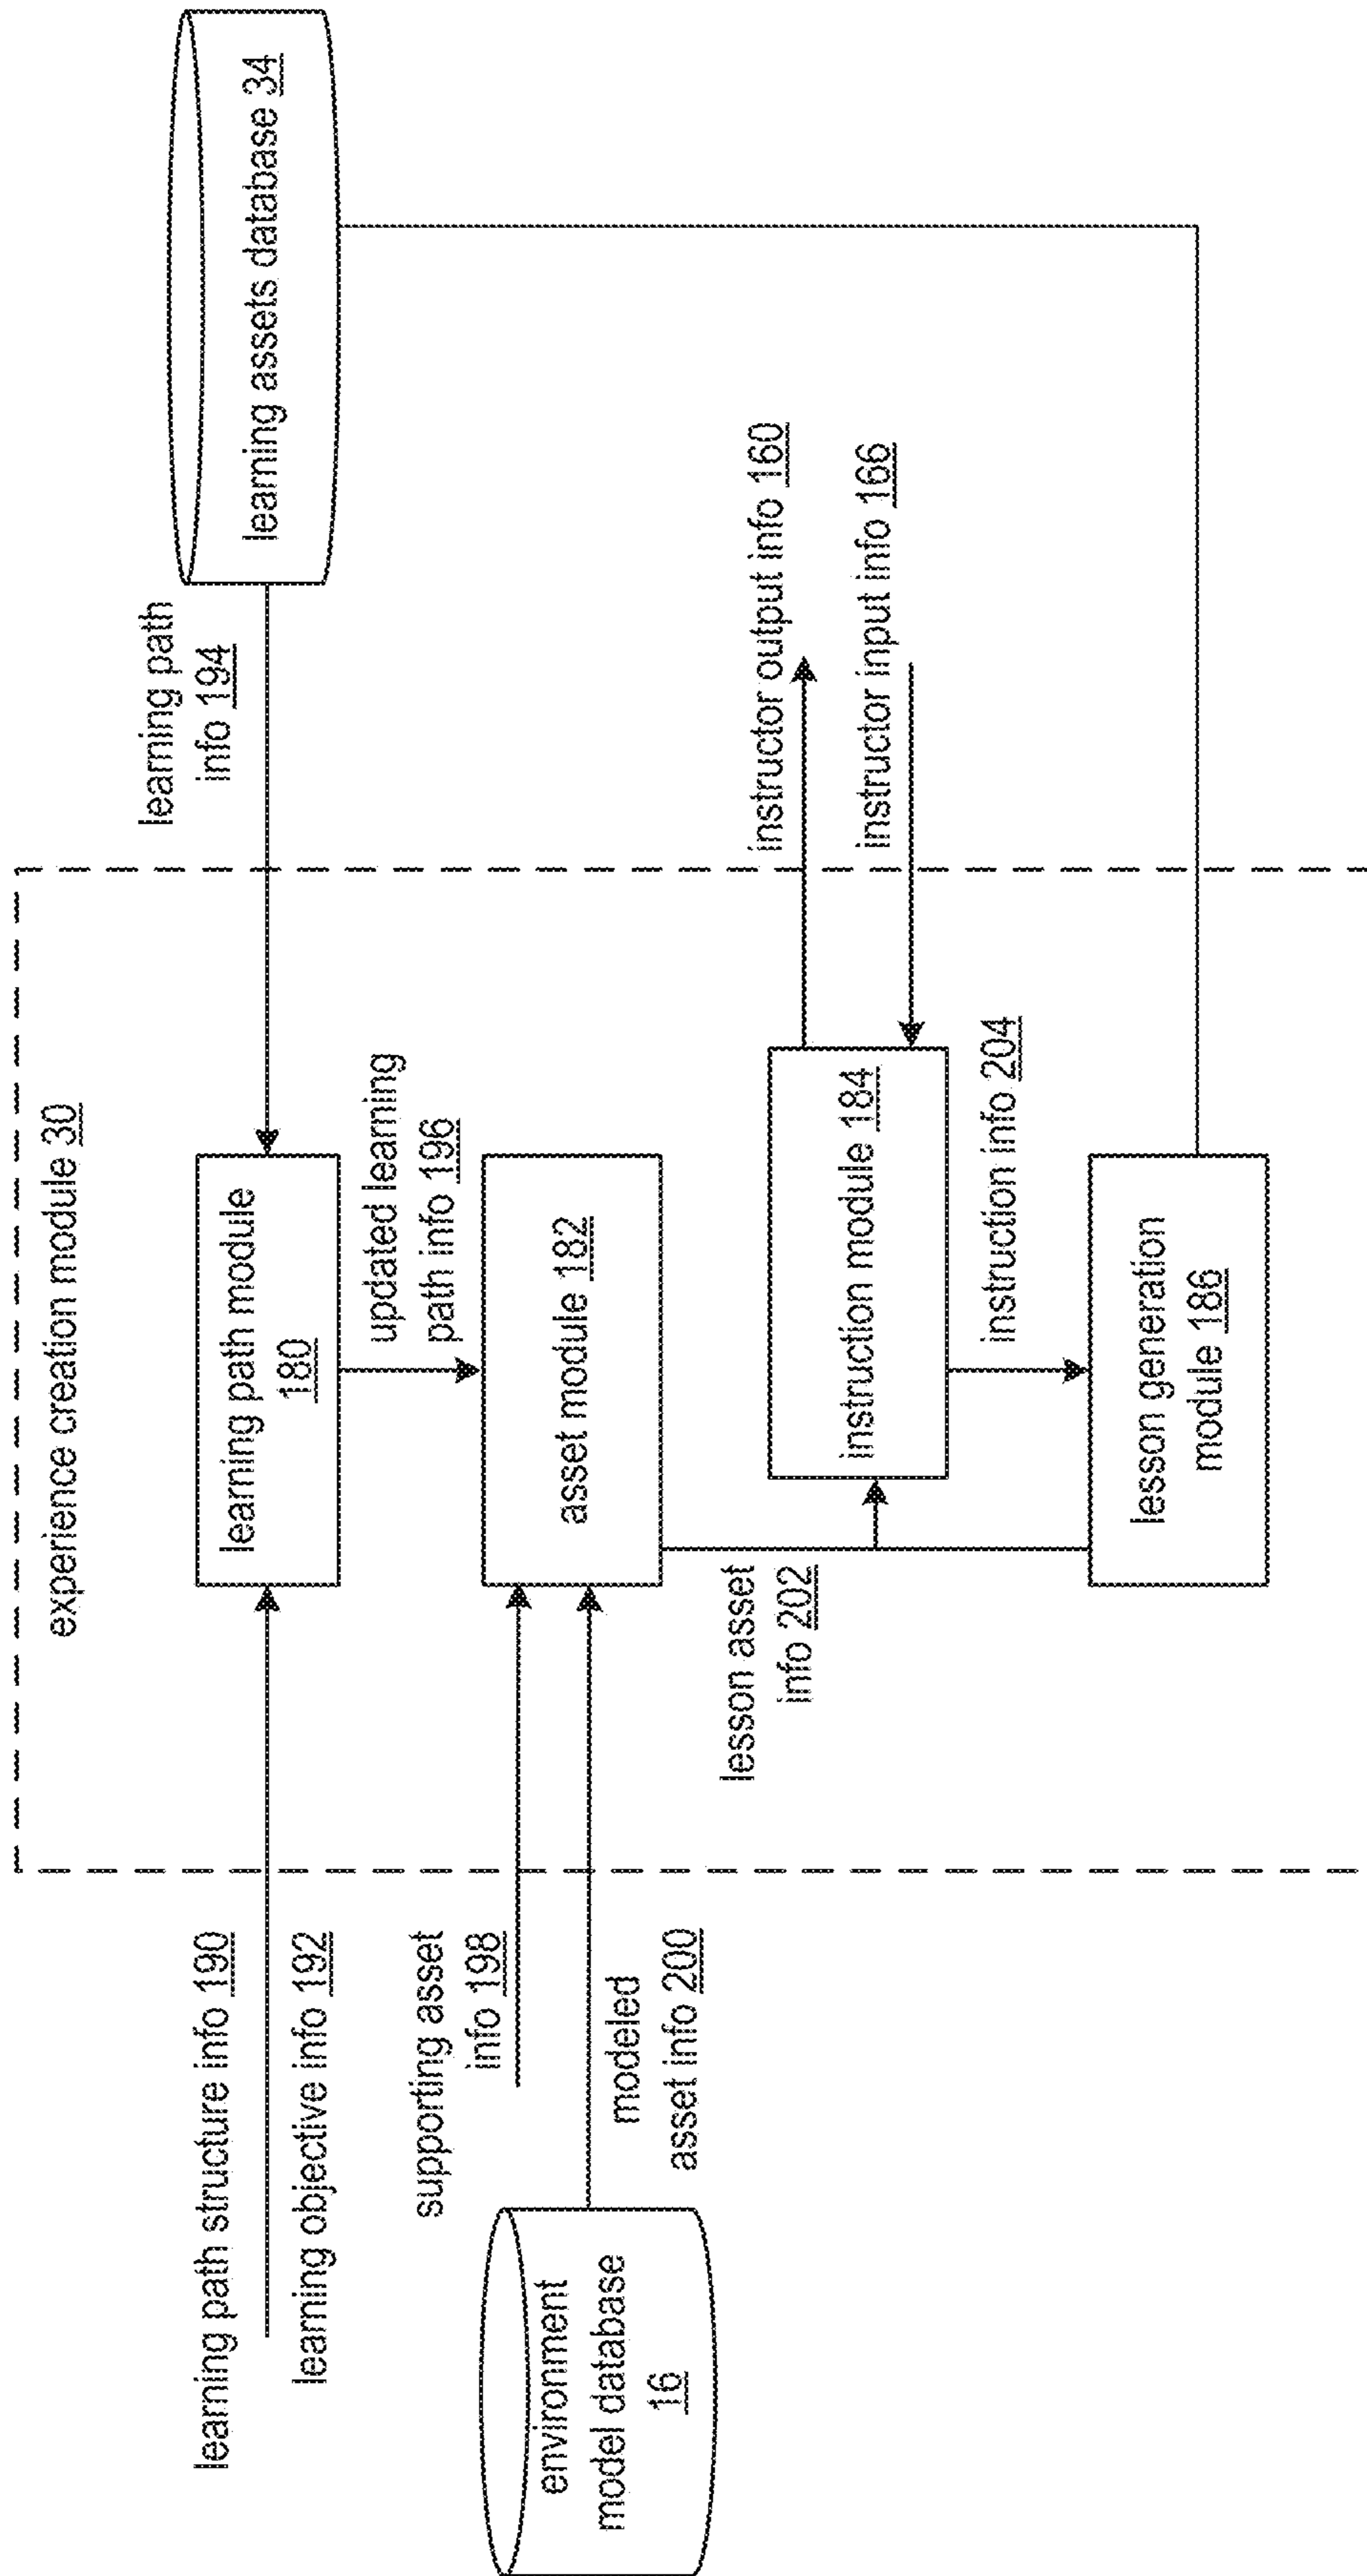 experience creation module 30
learning path structure info 190
learning objective info 192
learning path module
180
learning path
info 194
learning assets database 34
updated learning
path info 196
supporting asset
info 198
environment
model database
16
modeled
asset info 200
asset module 182
lesson asset
info 202
instruction module 184
instructor output info 160
instructor input info 166
instruction info 204
lesson generation
module 186